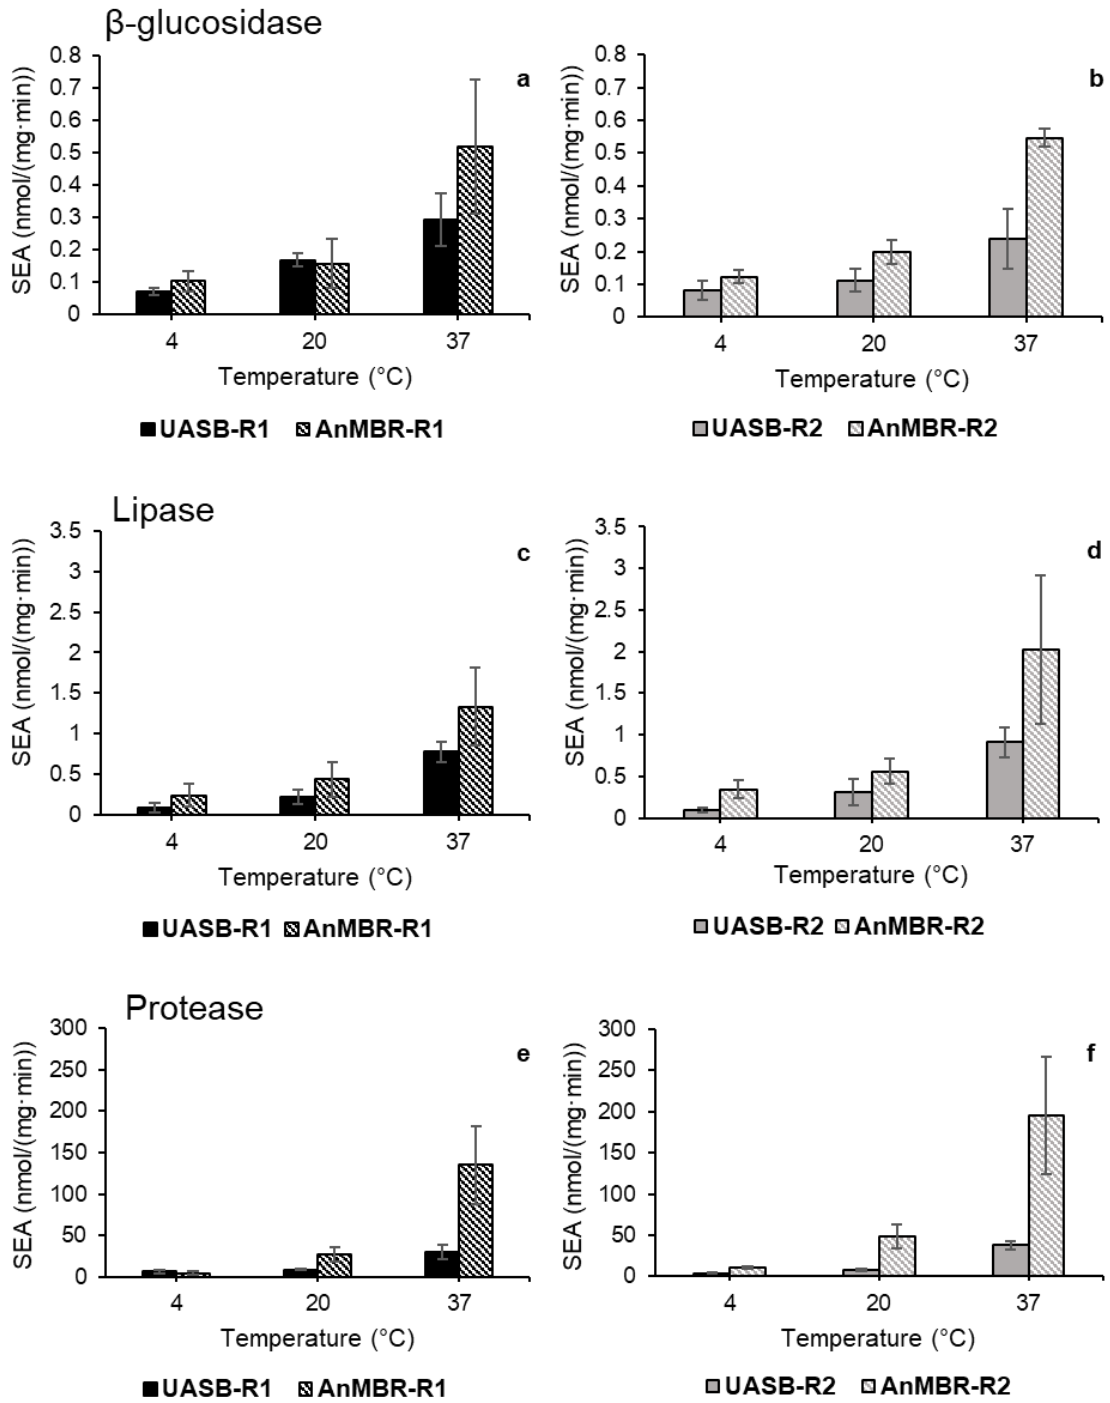 β-glucosidase
SEA (nmol/(mg·min))
0.8
0.7
0.6
0.5
0.4
0.3
0.2
0.1
0
a
4 20 37
Temperature (°C)
UASB-R1 AnMBR-R1
SEA (nmol/(mg·min))
0.8
0.7
0.6
0.5
0.4
0.3
0.2
0.1
0
b
4 20 37
Temperature (°C)
UASB-R2 AnMBR-R2
Lipase
SEA (nmol/(mg·min))
3.5
3
2.5
2
1.5
1
0.5
0
c
4 20 37
Temperature (°C)
UASB-R1 AnMBR-R1
SEA (nmol/(mg·min))
3.5
3
2.5
2
1.5
1
0.5
0
d
4 20 37
Temperature (°C)
UASB-R2 AnMBR-R2
Protease
SEA (nmol/(mg·min))
300
250
200
150
100
50
0
e
4 20 37
Temperature (°C)
UASB-R1 AnMBR-R1
SEA (nmol/(mg·min))
300
250
200
150
100
50
0
f
4 20 37
Temperature (°C)
UASB-R2 AnMBR-R2